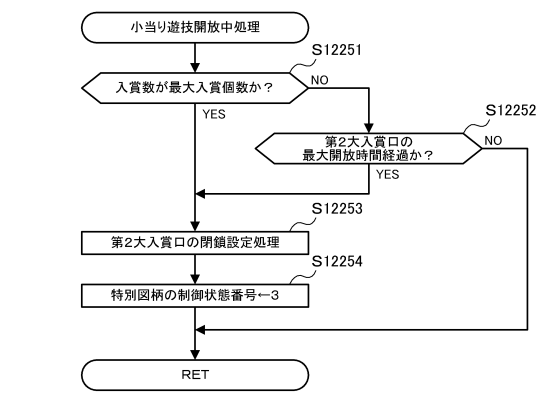 小当り遊技開放中処理
S12251
入賞数が最大入賞個数か?
NO
YES
S12252
第2大入賞口の
最大開放時間経過か?
NO
YES
S12253
第2大入賞口の閉鎖設定処理
S12254
特別図柄の制御状態番号←3
RET